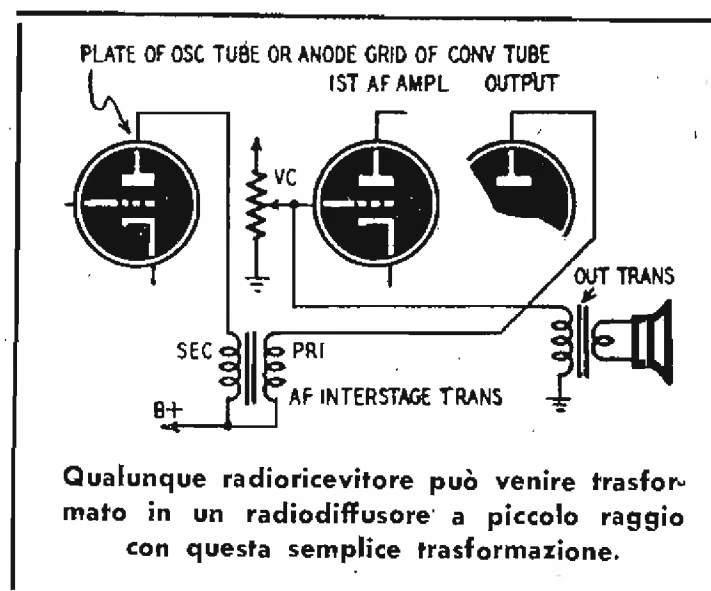 PLATE OF OSC TUBE OR ANODE GRID OF CONV TUBE
1ST AF AMPL OUTPUT
VC
OUT TRANS
SEC PRI
AF INTERSTAGE TRANS
B+
Qualunque radioricevitore può venire trasfor-
mato in un radiodiffusore a piccolo raggio
con questa semplice trasformazione.